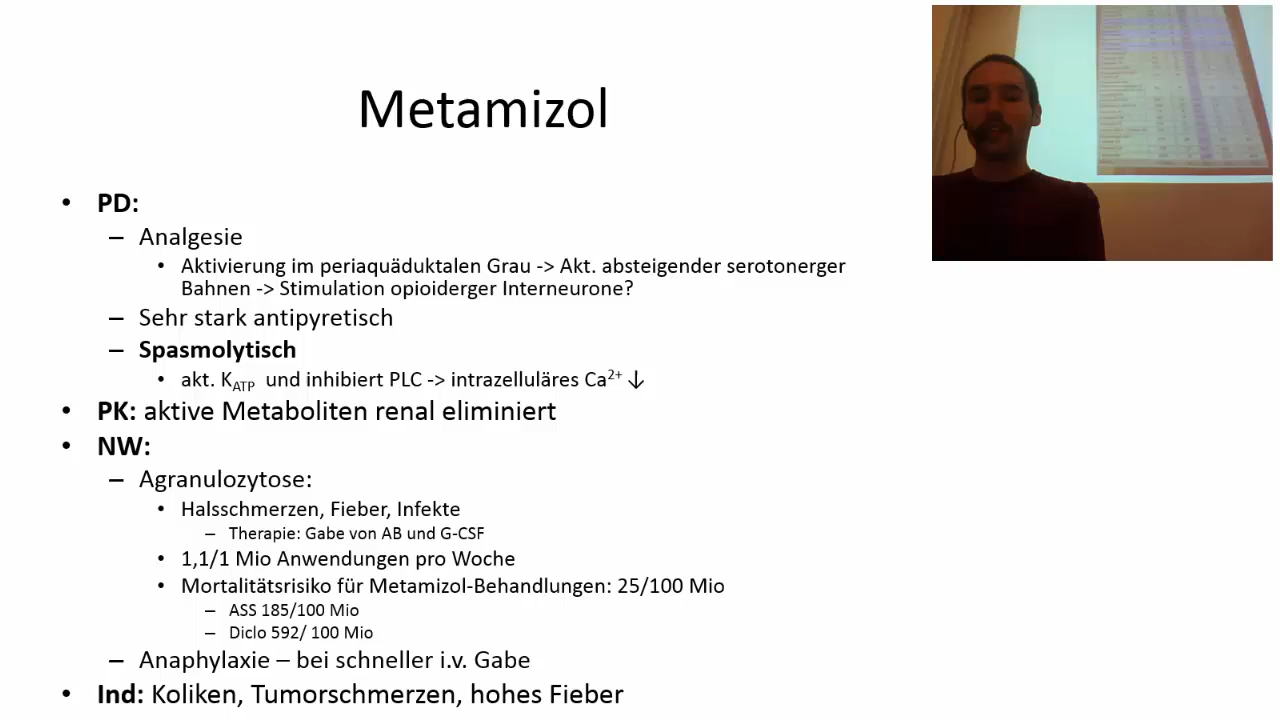 Metamizol
• PD:
– Analgesie
• Aktivierung im periaquäduktalen Grau -> Akt. absteigender serotonerger
Bahnen -> Stimulation opioiderger Interneurone?
– Sehr stark antipyretisch
– Spasmolytisch
• akt. K_ATP und inhibiert PLC -> intrazelluläres Ca²⁺ ↓
• PK: aktive Metaboliten renal eliminiert
• NW:
– Agranulozytose:
• Halsschmerzen, Fieber, Infekte
– Therapie: Gabe von AB und G-CSF
• 1,1/1 Mio Anwendungen pro Woche
• Mortalitätsrisiko für Metamizol-Behandlungen: 25/100 Mio
– ASS 185/100 Mio
– Diclo 592/ 100 Mio
– Anaphylaxie – bei schneller i.v. Gabe
• Ind: Koliken, Tumorschmerzen, hohes Fieber